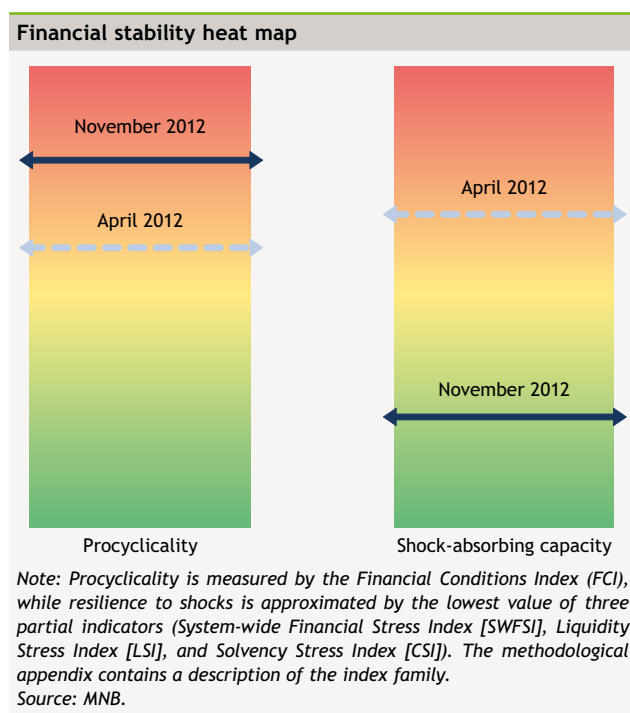 Financial stability heat map
November 2012
April 2012
April 2012
November 2012
Procyclicality
Shock-absorbing capacity
Note: Procyclicality is measured by the Financial Conditions Index (FCI),
while resilience to shocks is approximated by the lowest value of three
partial indicators (System-wide Financial Stress Index [SWFSI], Liquidity
Stress Index [LSI], and Solvency Stress Index [CSI]). The methodological
appendix contains a description of the index family.
Source: MNB.